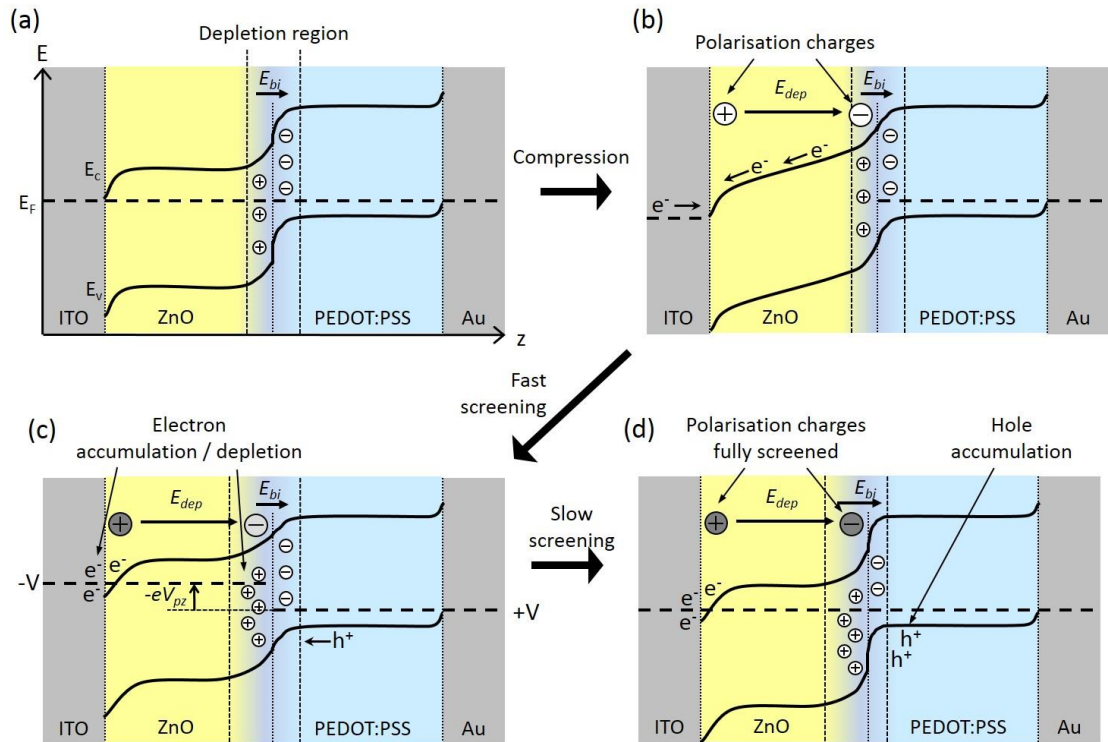 (a)
Depletion region
E
E_bi
E_C
E_F
E_V
ITO
ZnO
PEDOT:PSS
Au
z
+
+
+
−
−
−
Compression
(b)
Polarisation charges
E_dep
E_bi
+
−
e⁻
e⁻
e⁻
+
+
+
−
−
−
ITO
ZnO
PEDOT:PSS
Au
Fast
screening
(c)
Electron
accumulation / depletion
E_dep
E_bi
+
−
-V
e⁻
e⁻
e⁻
-eV_pz
+V
h⁺
+
+
+
+
+
−
−
−
ITO
ZnO
PEDOT:PSS
Au
Slow
screening
(d)
Polarisation charges
fully screened
Hole
accumulation
E_dep
E_bi
+
−
e⁻
e⁻
e⁻
h⁺
h⁺
+
+
+
+
+
−
−
ITO
ZnO
PEDOT:PSS
Au